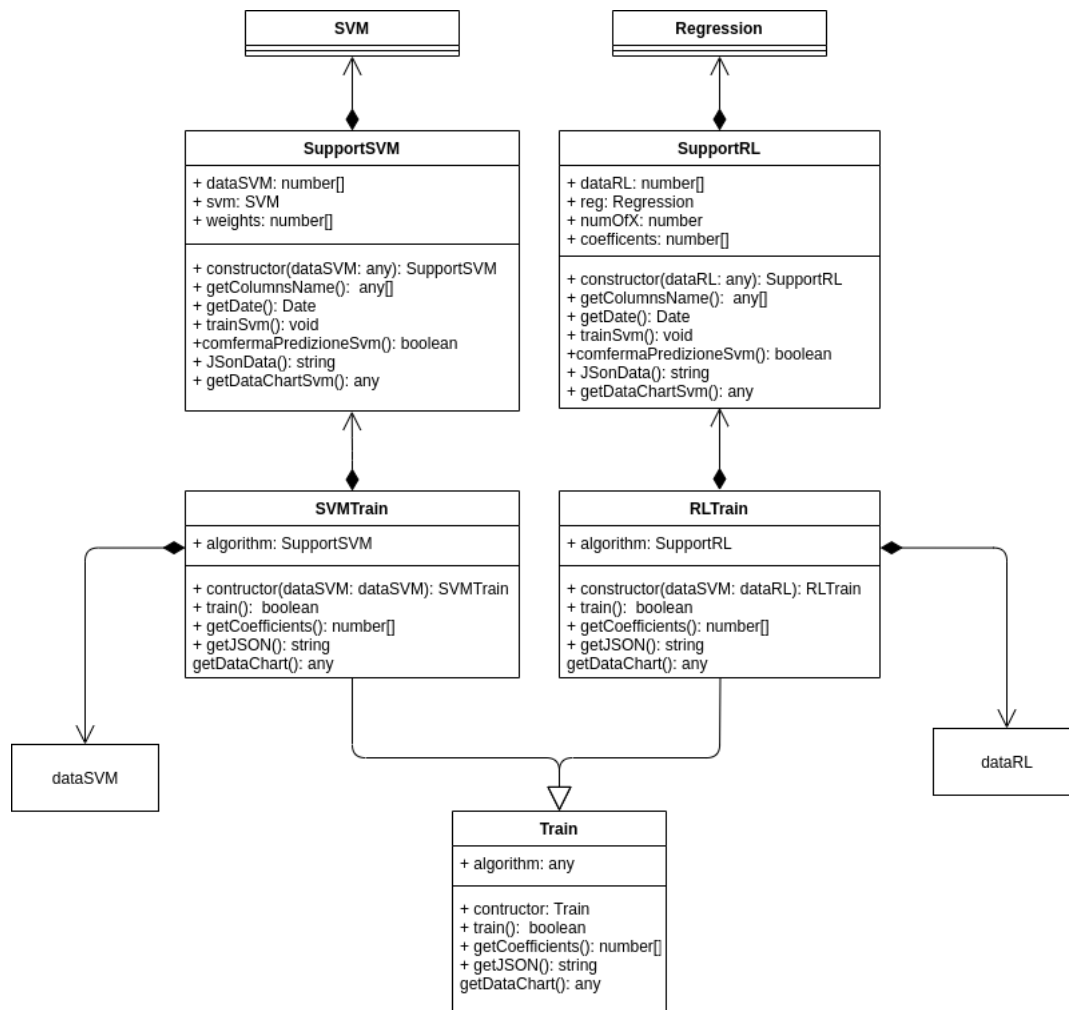 SVM
Regression
SupportSVM
+ dataSVM: number[]
+ svm: SVM
+ weights: number[]
+ constructor(dataSVM: any): SupportSVM
+ getColumnsName():  any[]
+ getDate(): Date
+ trainSvm(): void
+comfermaPredizioneSvm(): boolean
+ JSonData(): string
+ getDataChartSvm(): any
SupportRL
+ dataRL: number[]
+ reg: Regression
+ numOfX: number
+ coefficents: number[]
+ constructor(dataRL: any): SupportRL
+ getColumnsName():  any[]
+ getDate(): Date
+ trainSvm(): void
+comfermaPredizioneSvm(): boolean
+ JSonData(): string
+ getDataChartSvm(): any
SVMTrain
+ algorithm: SupportSVM
+ contructor(dataSVM: dataSVM): SVMTrain
+ train():  boolean
+ getCoefficients(): number[]
+ getJSON(): string
getDataChart(): any
RLTrain
+ algorithm: SupportRL
+ constructor(dataSVM: dataRL): RLTrain
+ train():  boolean
+ getCoefficients(): number[]
+ getJSON(): string
getDataChart(): any
dataSVM
dataRL
Train
+ algorithm: any
+ contructor: Train
+ train():  boolean
+ getCoefficients(): number[]
+ getJSON(): string
getDataChart(): any